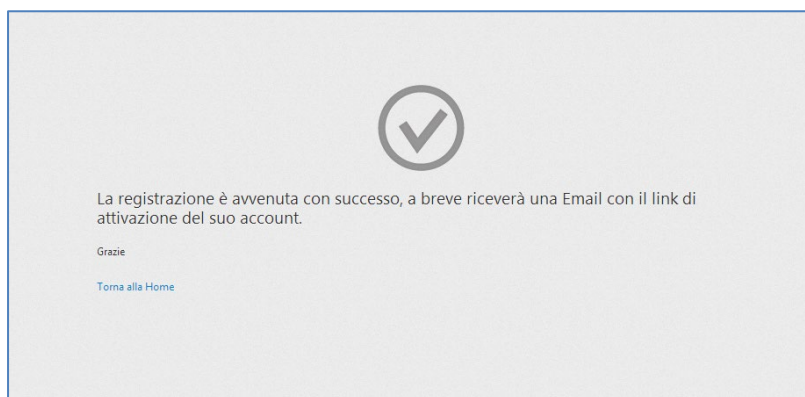 La registrazione è avvenuta con successo, a breve riceverà una Email con il link di
attivazione del suo account.
Grazie
Torna alla Home